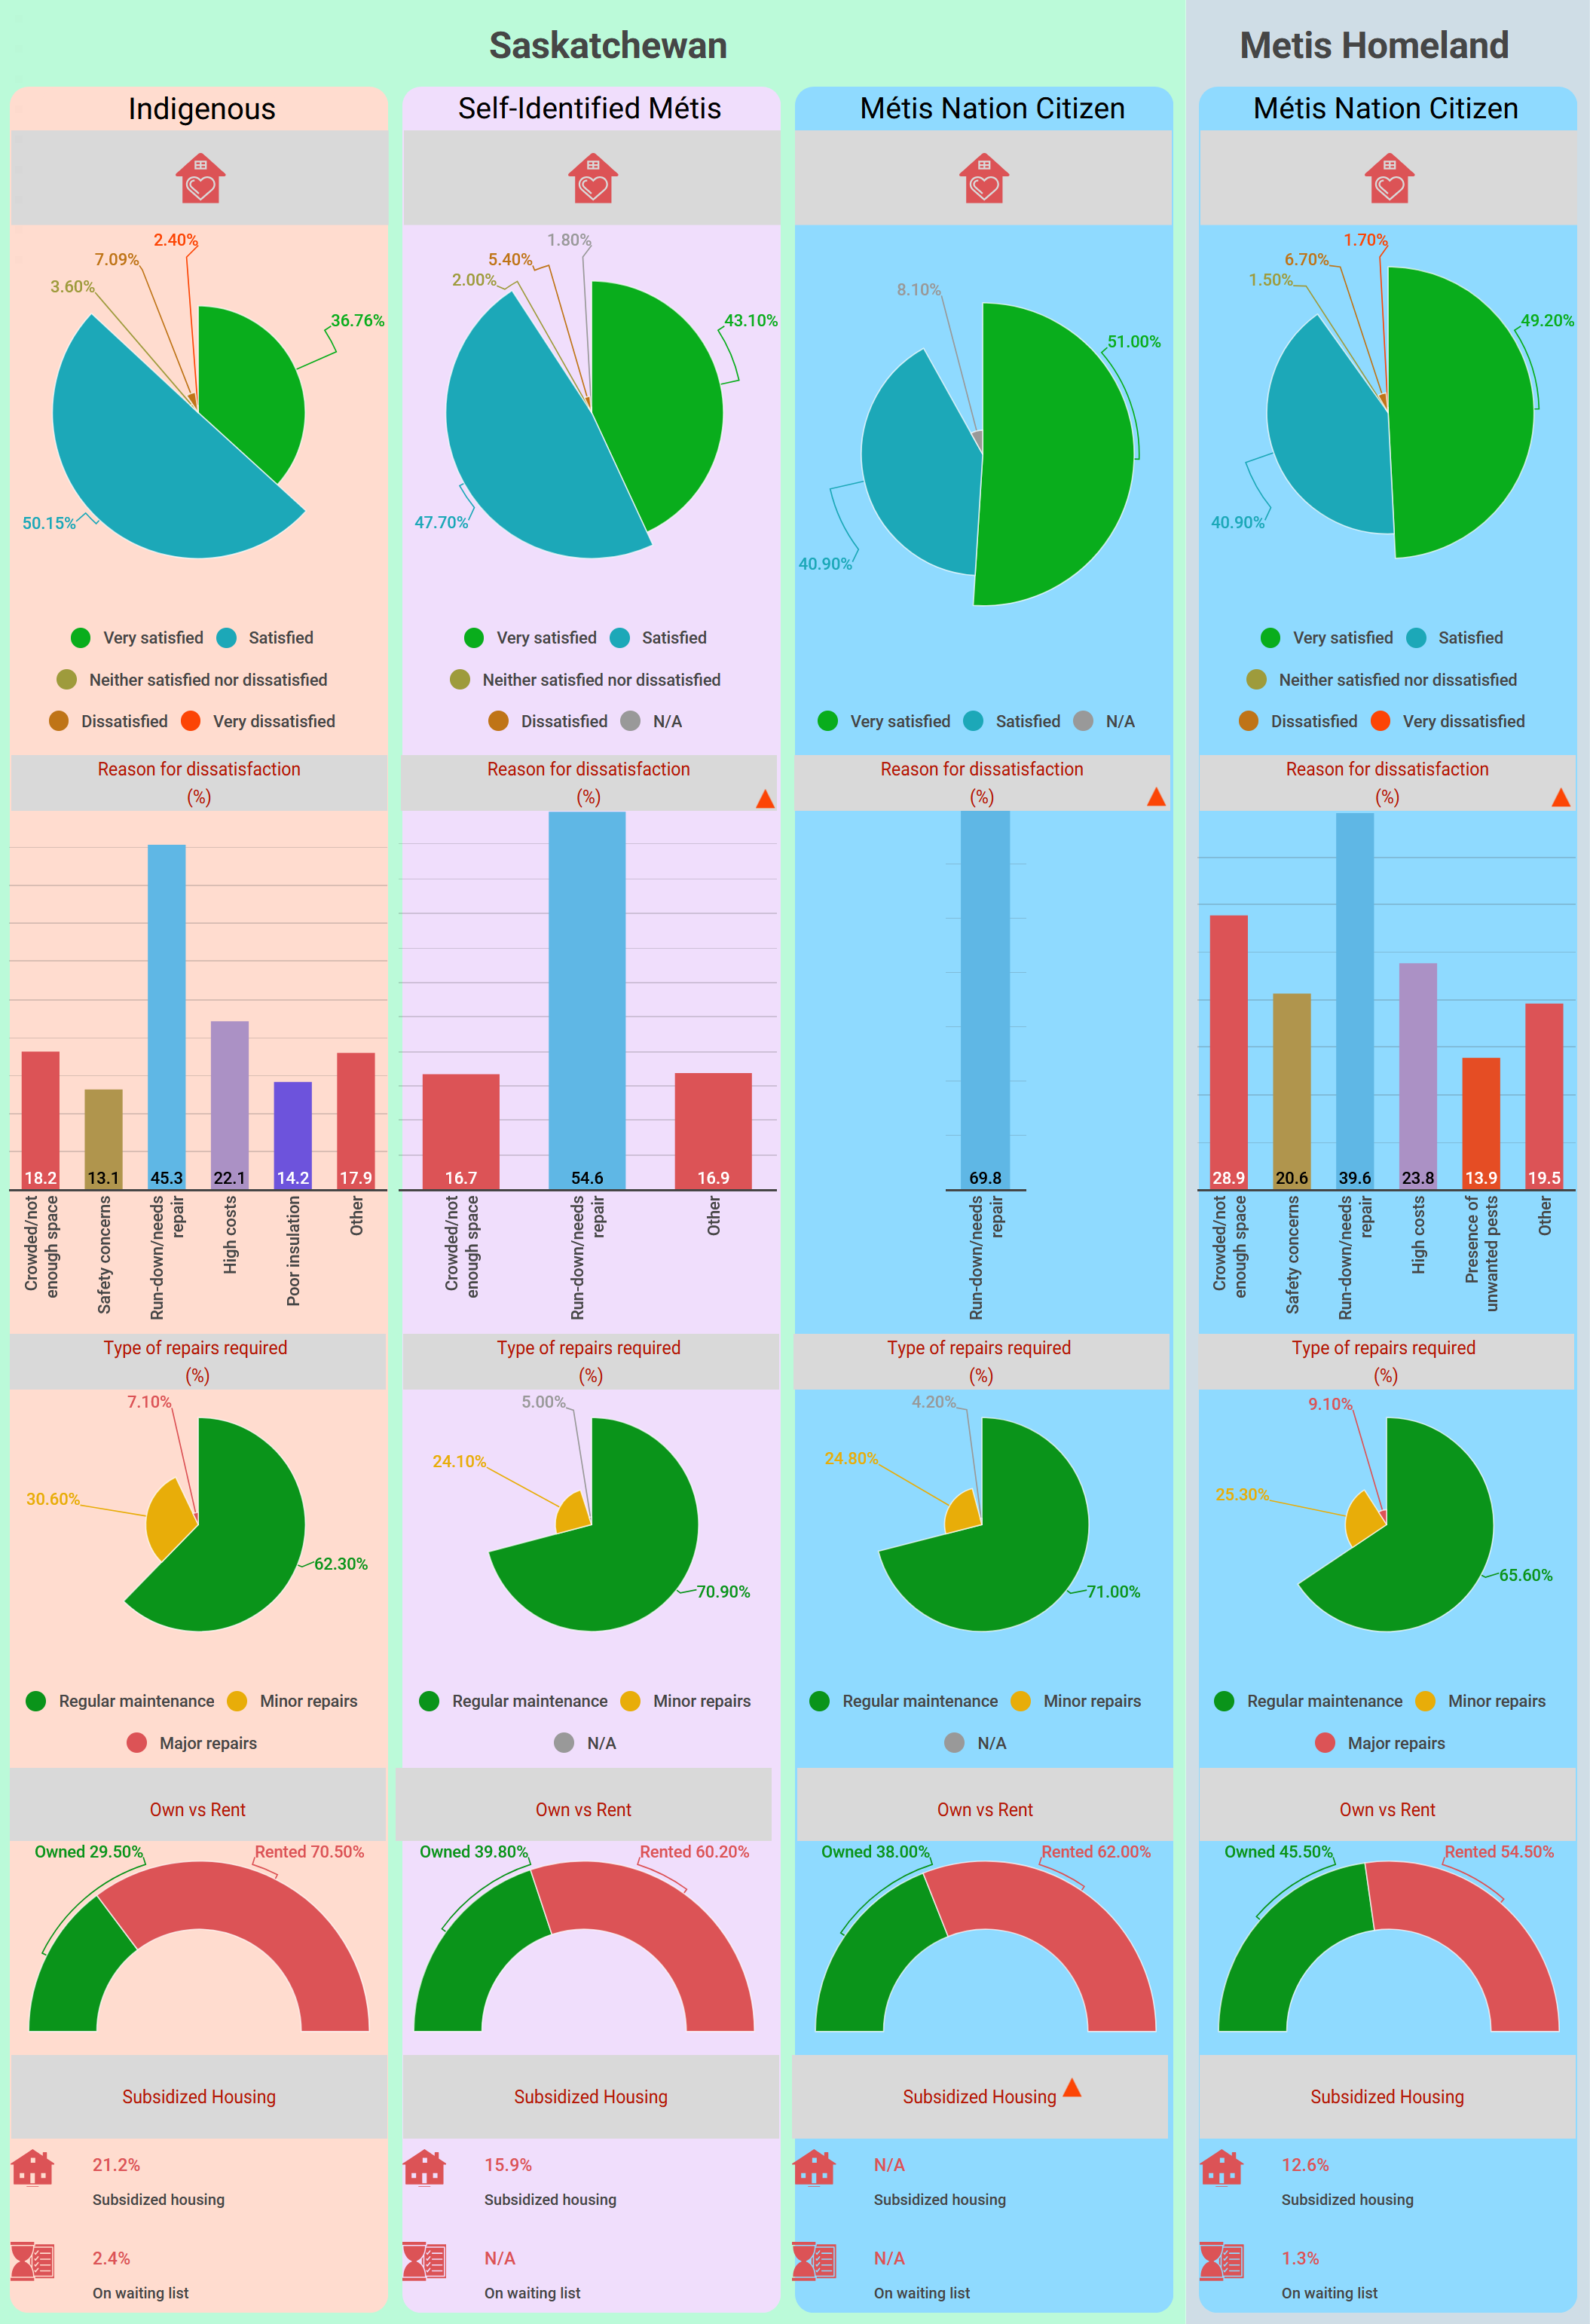 Saskatchewan
Metis Homeland
Indigenous
Self-Identified Métis
Métis Nation Citizen
Métis Nation Citizen
2.40%
7.09%
3.60%
36.76%
50.15%
Very satisfied
Satisfied
Neither satisfied nor dissatisfied
Dissatisfied
Very dissatisfied
1.80%
5.40%
2.00%
43.10%
47.70%
Very satisfied
Satisfied
Neither satisfied nor dissatisfied
Dissatisfied
N/A
8.10%
51.00%
40.90%
Very satisfied
Satisfied
N/A
1.70%
6.70%
1.50%
49.20%
40.90%
Very satisfied
Satisfied
Neither satisfied nor dissatisfied
Dissatisfied
Very dissatisfied
Reason for dissatisfaction
(%)
18.2
13.1
45.3
22.1
14.2
17.9
Crowded/not
enough space
Safety concerns
Run-down/needs
repair
High costs
Poor insulation
Other
Reason for dissatisfaction
(%)
16.7
54.6
16.9
Crowded/not
enough space
Run-down/needs
repair
Other
Reason for dissatisfaction
(%)
69.8
Run-down/needs
repair
Reason for dissatisfaction
(%)
28.9
20.6
39.6
23.8
13.9
19.5
Crowded/not
enough space
Safety concerns
Run-down/needs
repair
High costs
Presence of
unwanted pests
Other
Type of repairs required
(%)
7.10%
30.60%
62.30%
Regular maintenance
Minor repairs
Major repairs
Type of repairs required
(%)
5.00%
24.10%
70.90%
Regular maintenance
Minor repairs
N/A
Type of repairs required
(%)
4.20%
24.80%
71.00%
Regular maintenance
Minor repairs
N/A
Type of repairs required
(%)
9.10%
25.30%
65.60%
Regular maintenance
Minor repairs
Major repairs
Own vs Rent
Owned 29.50%
Rented 70.50%
Own vs Rent
Owned 39.80%
Rented 60.20%
Own vs Rent
Owned 38.00%
Rented 62.00%
Own vs Rent
Owned 45.50%
Rented 54.50%
Subsidized Housing
21.2%
Subsidized housing
2.4%
On waiting list
Subsidized Housing
15.9%
Subsidized housing
N/A
On waiting list
Subsidized Housing
N/A
Subsidized housing
N/A
On waiting list
Subsidized Housing
12.6%
Subsidized housing
1.3%
On waiting list